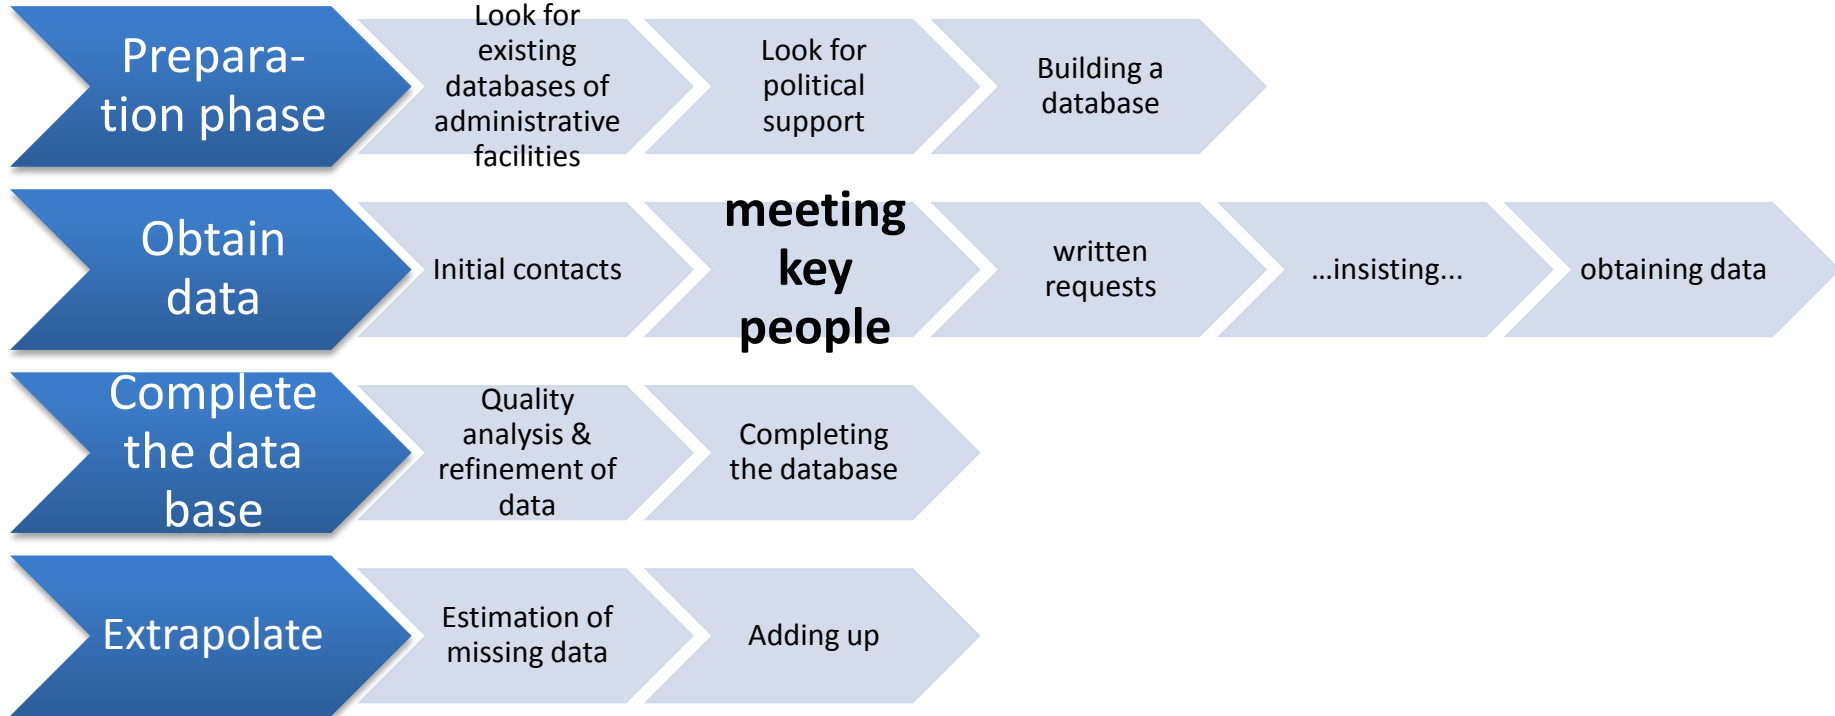 Prepara-
tion phase
Look for
existing
databases of
administrative
facilities
Look for
political
support
Building a
database
Obtain
data
Initial contacts
meeting
key
people
written
requests
…insisting...
obtaining data
Complete
the data
base
Quality
analysis &
refinement of
data
Completing
the database
Extrapolate
Estimation of
missing data
Adding up